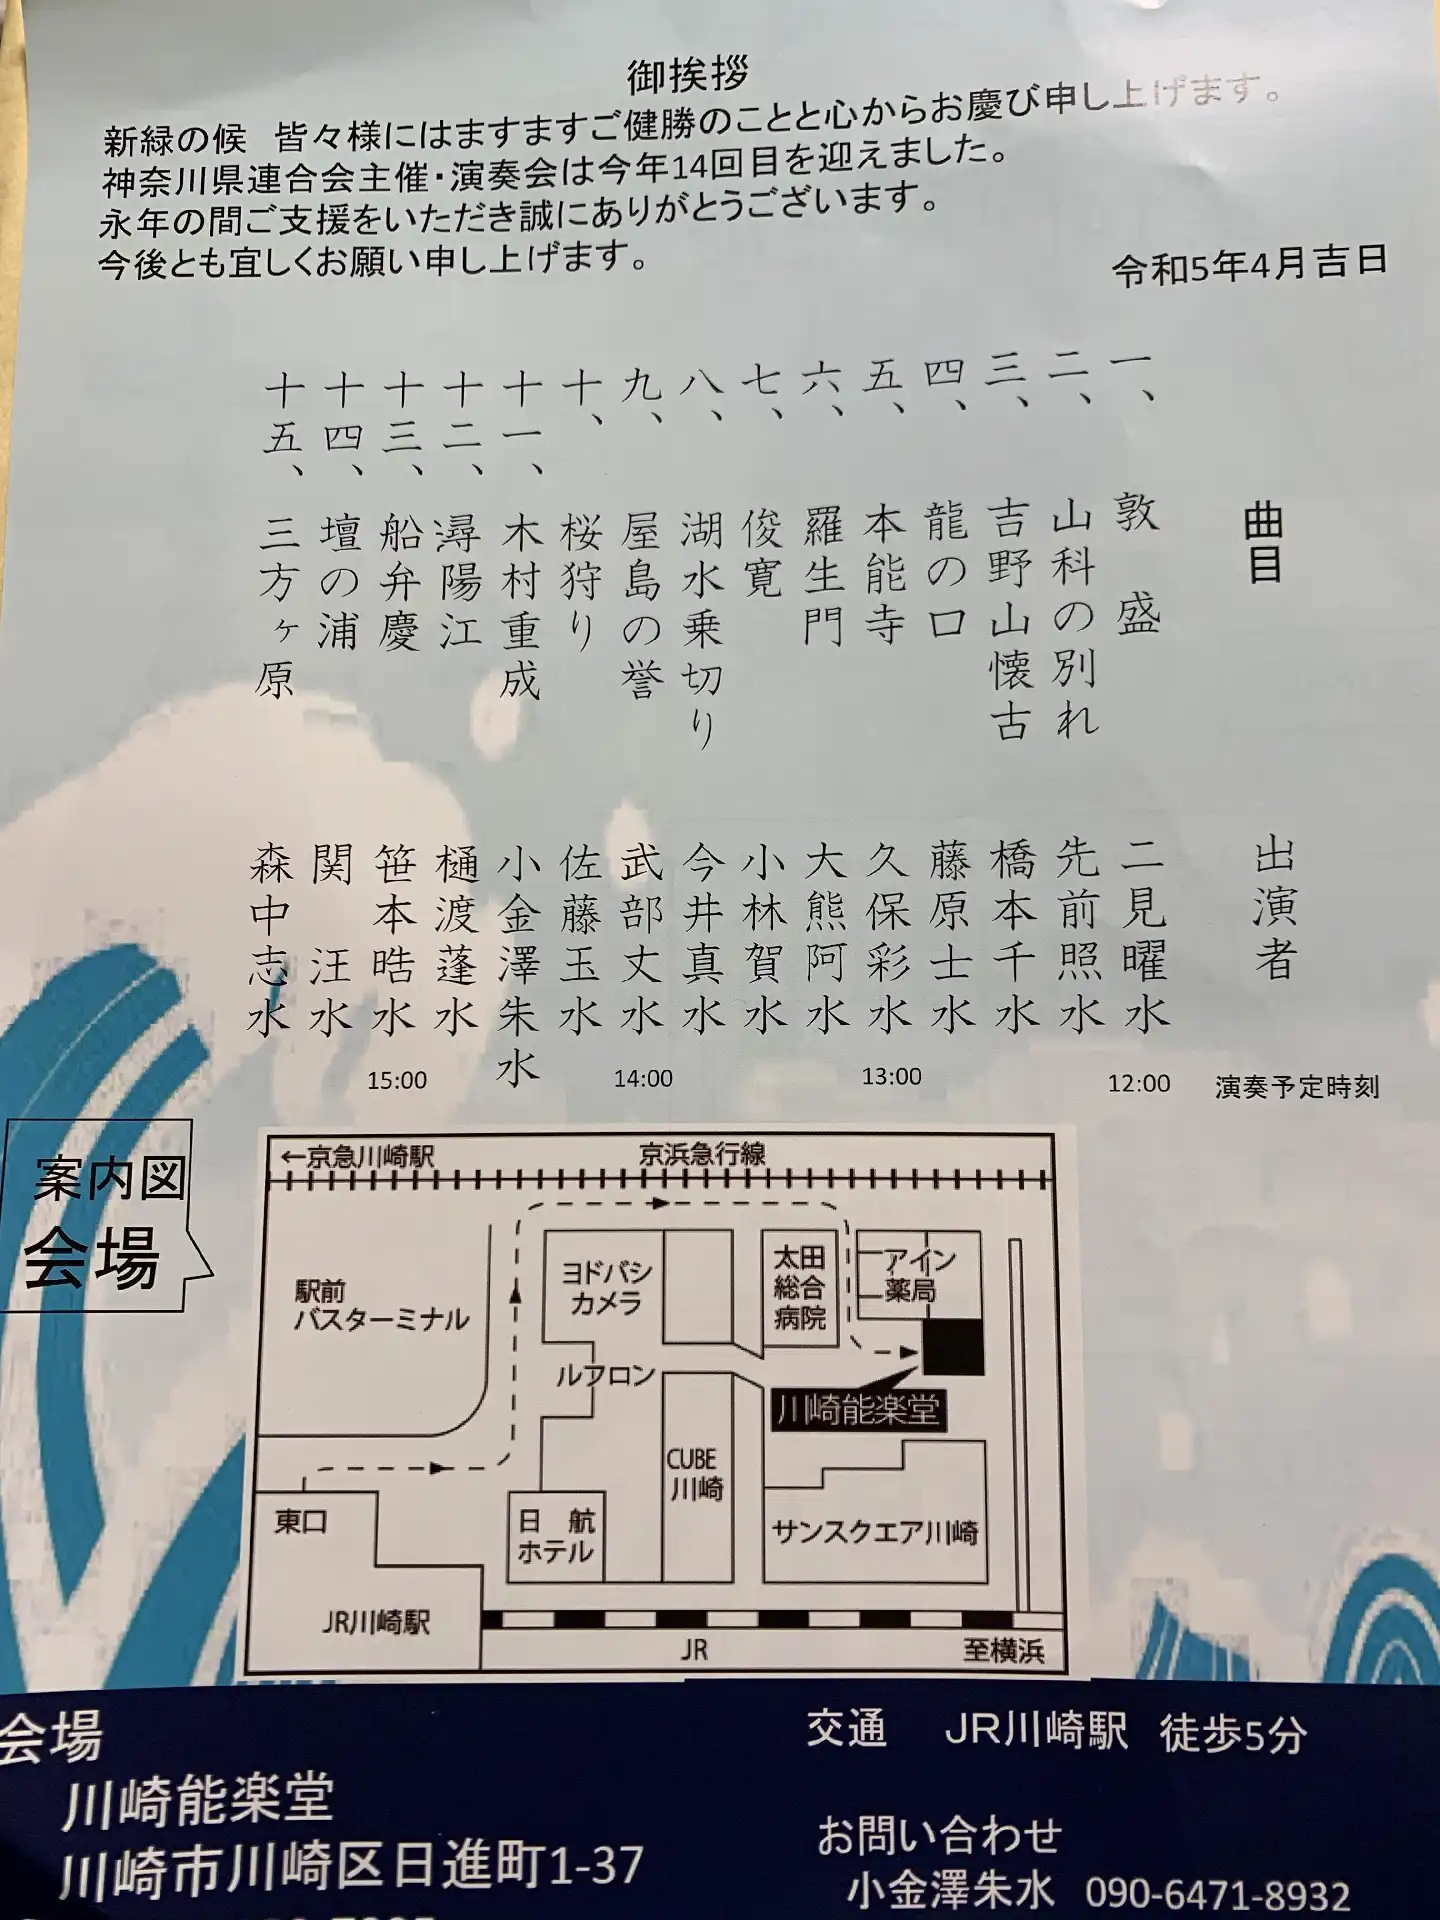 御挨拶
新緑の候　皆々様にはますますご健勝のことと心からお慶び申し上げます。
神奈川県連合会主催・演奏会は今年14回目を迎えました。
永年の間ご支援をいただき誠にありがとうございます。
今後とも宜しくお願い申し上げます。
令和5年4月吉日
曲目　出演者
一、敦　盛　二見曜水
二、山科の別れ　先前照水
三、吉野山懐古　橋本千水
四、龍の口　藤原士水
五、本能寺　久保彩水
六、羅生門　大熊阿水
七、俊寛　小林賀水
八、湖水乗切り　今井真水
九、屋島の誉　武部丈水
十、桜狩り　佐藤玉水
十一、木村重成　小金澤朱水
十二、潯陽江　樋渡蓬水
十三、船弁慶　笹本晧水
十四、壇の浦　関　汪水
十五、三方ヶ原　森中志水
演奏予定時刻
12:00
13:00
14:00
15:00
案内図
会場
←京急川崎駅
京浜急行線
駅前
バスターミナル
ヨドバシ
カメラ
太田
総合
病院
アイン
薬局
ルフロン
川崎能楽堂
CUBE
川崎
東口
日　航
ホテル
サンスクエア川崎
JR川崎駅
JR
至横浜
会場
川崎能楽堂
川崎市川崎区日進町1-37
交通　JR川崎駅　徒歩5分
お問い合わせ
小金澤朱水　090-6471-8932